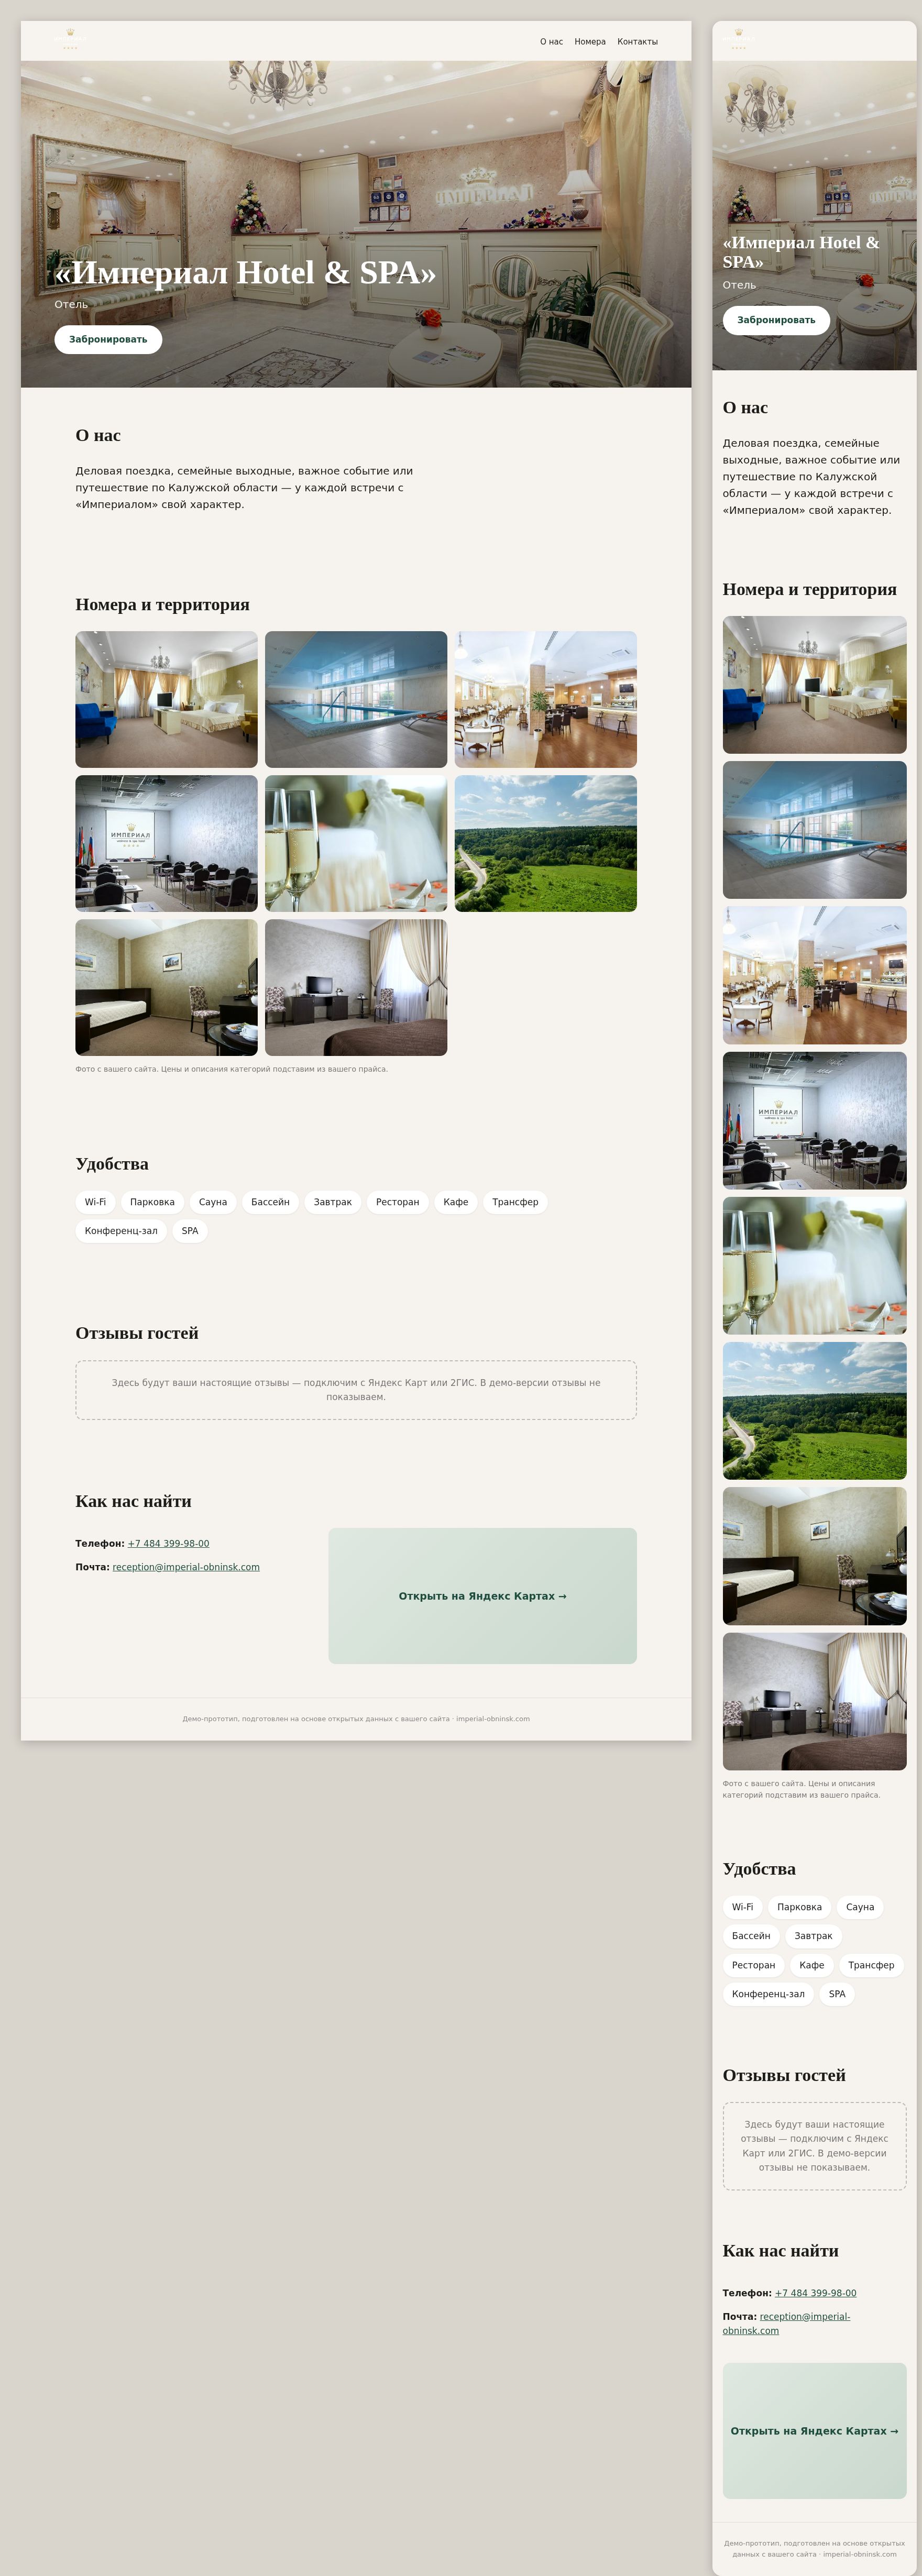 О нас Номера Контакты
ИМПЕРИАЛ
«Империал Hotel & SPA»
Отель
Забронировать
О нас
Деловая поездка, семейные выходные, важное событие или
путешествие по Калужской области — у каждой встречи с
«Империалом» свой характер.
Номера и территория
ИМПЕРИАЛ
Фото с вашего сайта. Цены и описания категорий подставим из вашего прайса.
Удобства
Wi-Fi Парковка Сауна Бассейн Завтрак Ресторан Кафе Трансфер
Конференц-зал SPA
Отзывы гостей
Здесь будут ваши настоящие отзывы — подключим с Яндекс Карт или 2ГИС. В демо-версии отзывы не
показываем.
Как нас найти
Телефон: +7 484 399-98-00
Почта: reception@imperial-obninsk.com
Открыть на Яндекс Картах →
Демо-прототип, подготовлен на основе открытых данных с вашего сайта · imperial-obninsk.com
«Империал Hotel &
SPA»
Отель
Забронировать
О нас
Деловая поездка, семейные
выходные, важное событие или
путешествие по Калужской
области — у каждой встречи с
«Империалом» свой характер.
Номера и территория
ИМПЕРИАЛ
Фото с вашего сайта. Цены и описания
категорий подставим из вашего прайса.
Удобства
Wi-Fi Парковка Сауна
Бассейн Завтрак
Ресторан Кафе Трансфер
Конференц-зал SPA
Отзывы гостей
Здесь будут ваши настоящие
отзывы — подключим с Яндекс
Карт или 2ГИС. В демо-версии
отзывы не показываем.
Как нас найти
Телефон: +7 484 399-98-00
Почта: reception@imperial-
obninsk.com
Открыть на Яндекс Картах →
Демо-прототип, подготовлен на основе открытых
данных с вашего сайта · imperial-obninsk.com